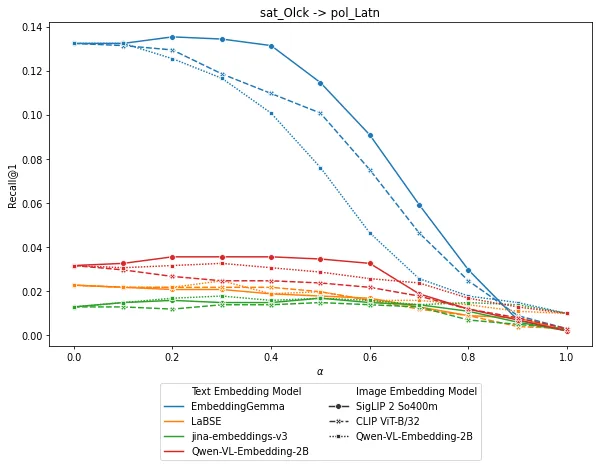 sat_Olck -> pol_Latn
0.14
0.12
0.10
0.08
0.06
0.04
0.02
0.00
Recall@1
0.0 0.2 0.4 0.6 0.8 1.0
α
Text Embedding Model Image Embedding Model
EmbeddingGemma SigLIP 2 So400m
LaBSE CLIP ViT-B/32
jina-embeddings-v3 Qwen-VL-Embedding-2B
Qwen-VL-Embedding-2B